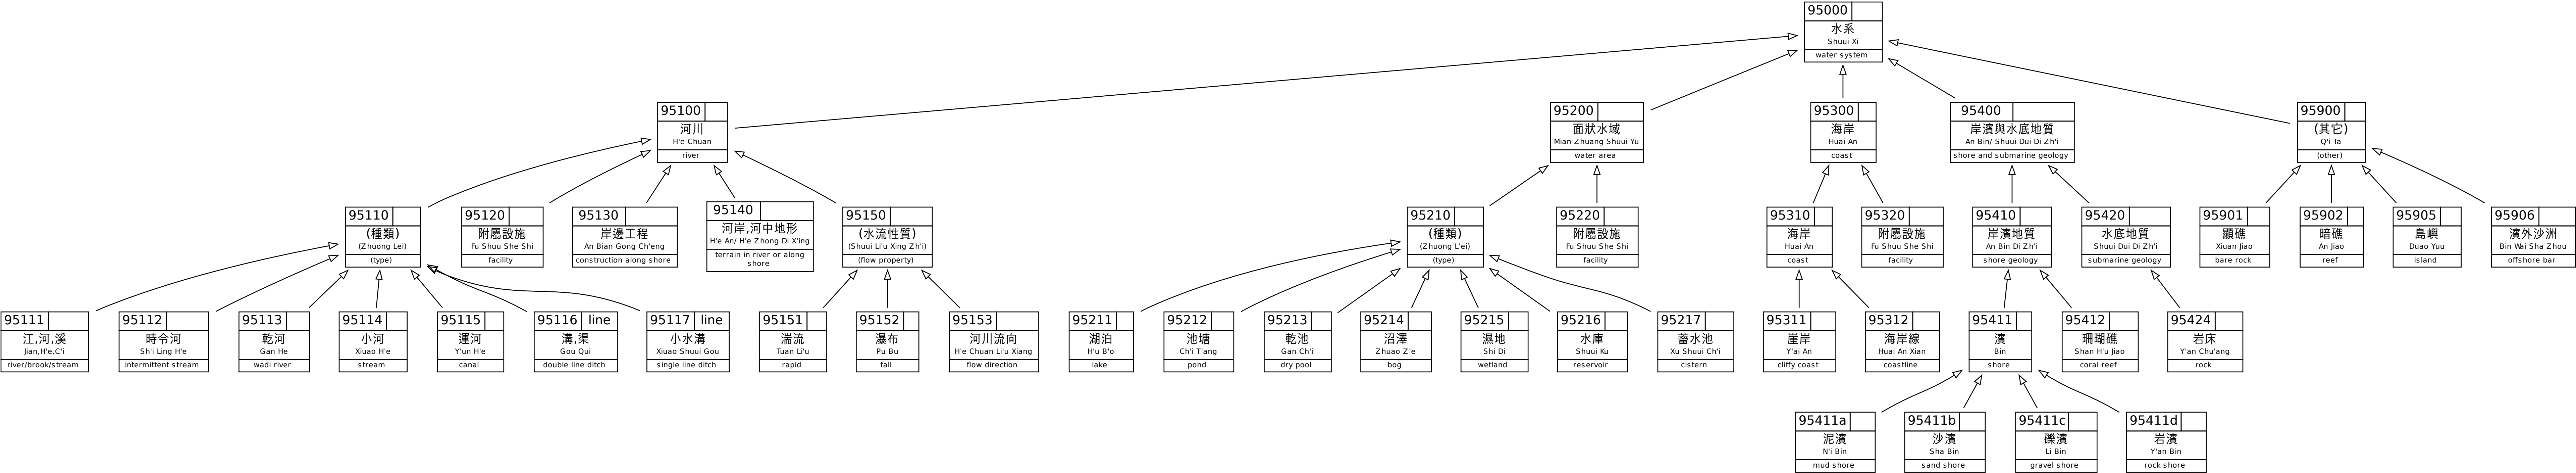 95000
水系
Shuui Xi
water system
95100
河川
H'e Chuan
river
95200
面狀水域
Mian Zhuang Shuui Yu
water area
95300
海岸
Huai An
coast
95400
岸濱與水底地質
An Bin/ Shuui Dui Di Zh'i
shore and submarine geology
95900
(其它)
Q'i Ta
(other)
95110
(種類)
(Zhuong Lei)
(type)
95120
附屬設施
Fu Shuu She Shi
facility
95130
岸邊工程
An Bian Gong Ch'eng
construction along shore
95140
河岸,河中地形
H'e An/ H'e Zhong Di X'ing
terrain in river or along
shore
95150
(水流性質)
(Shuui Li'u Xing Zh'i)
(flow property)
95210
(種類)
(Zhuong L'ei)
(type)
95220
附屬設施
Fu Shuu She Shi
facility
95310
海岸
Huai An
coast
95320
附屬設施
Fu Shuu She Shi
facility
95410
岸濱地質
An Bin Di Zh'i
shore geology
95420
水底地質
Shuui Dui Di Zh'i
submarine geology
95901
顯礁
Xiuan Jiao
bare rock
95902
暗礁
An Jiao
reef
95905
島嶼
Duao Yuu
island
95906
濱外沙洲
Bin Wai Sha Zhou
offshore bar
95111
江,河,溪
Jian,H'e,C'i
river/brook/stream
95112
時令河
Sh'i Ling H'e
intermittent stream
95113
乾河
Gan He
wadi river
95114
小河
Xiuao H'e
stream
95115
運河
Y'un H'e
canal
95116 line
溝,渠
Gou Qui
double line ditch
95117 line
小水溝
Xiuao Shuui Gou
single line ditch
95151
湍流
Tuan Li'u
rapid
95152
瀑布
Pu Bu
fall
95153
河川流向
H'e Chuan Li'u Xiang
flow direction
95211
湖泊
H'u B'o
lake
95212
池塘
Ch'i T'ang
pond
95213
乾池
Gan Ch'i
dry pool
95214
沼澤
Zhuao Z'e
bog
95215
濕地
Shi Di
wetland
95216
水庫
Shuui Ku
reservoir
95217
蓄水池
Xu Shuui Ch'i
cistern
95311
崖岸
Y'ai An
cliffy coast
95312
海岸線
Huai An Xian
coastline
95411
濱
Bin
shore
95412
珊瑚礁
Shan H'u Jiao
coral reef
95424
岩床
Y'an Chu'ang
rock
95411a
泥濱
N'i Bin
mud shore
95411b
沙濱
Sha Bin
sand shore
95411c
礫濱
Li Bin
gravel shore
95411d
岩濱
Y'an Bin
rock shore